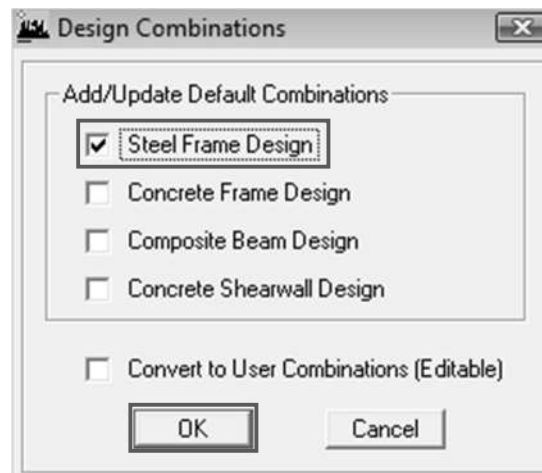 Design Combinations
Add/Update Default Combinations
Steel Frame Design
Concrete Frame Design
Composite Beam Design
Concrete Shearwall Design
Convert to User Combinations (Editable)
OK
Cancel